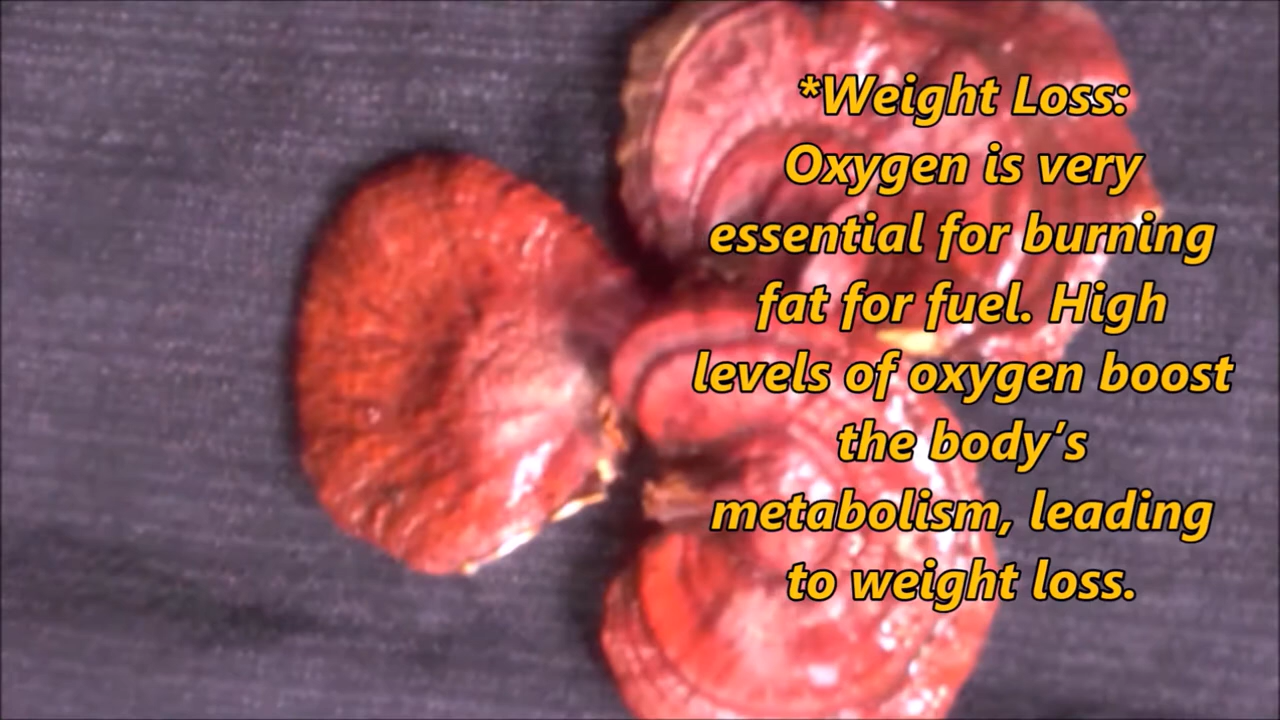 *Weight Loss:
Oxygen is very
essential for burning
fat for fuel. High
levels of oxygen boost
the body’s
metabolism, leading
to weight loss.